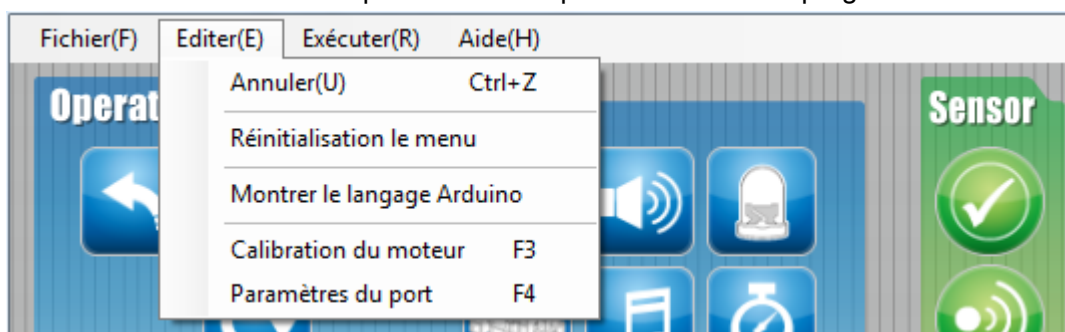 Fichier(F) Editer(E) Exécuter(R) Aide(H)
Annuler(U) Ctrl+Z
Réinitialisation le menu
Montrer le langage Arduino
Calibration du moteur F3
Paramètres du port F4
Operat
Sensor